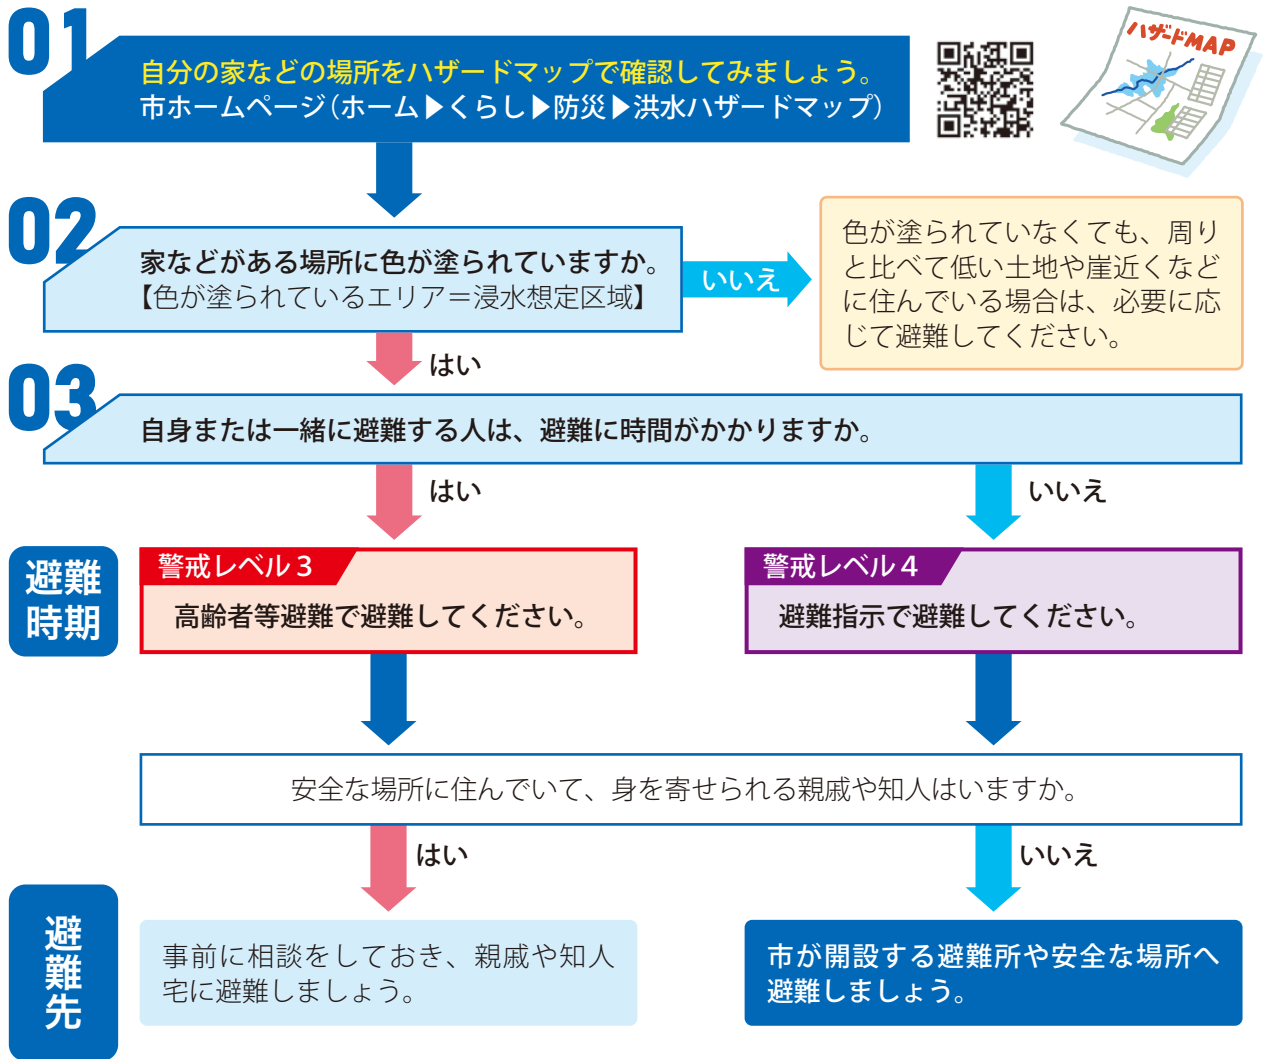 01
自分の家などの場所をハザードマップで確認してみましょう。
市ホームページ(ホーム▶くらし▶防災▶洪水ハザードマップ)
ハザードMAP
02
家などがある場所に色が塗られていますか。
【色が塗られているエリア=浸水想定区域】
いいえ
色が塗られていなくても、周り
と比べて低い土地や崖近くなど
に住んでいる場合は、必要に応
じて避難してください。
はい
03
自身または一緒に避難する人は、避難に時間がかかりますか。
はい
いいえ
避難
時期
警戒レベル3
高齢者等避難で避難してください。
警戒レベル4
避難指示で避難してください。
安全な場所に住んでいて、身を寄せられる親戚や知人はいますか。
はい
いいえ
避難先
事前に相談をしておき、親戚や知人
宅に避難しましょう。
市が開設する避難所や安全な場所へ
避難しましょう。